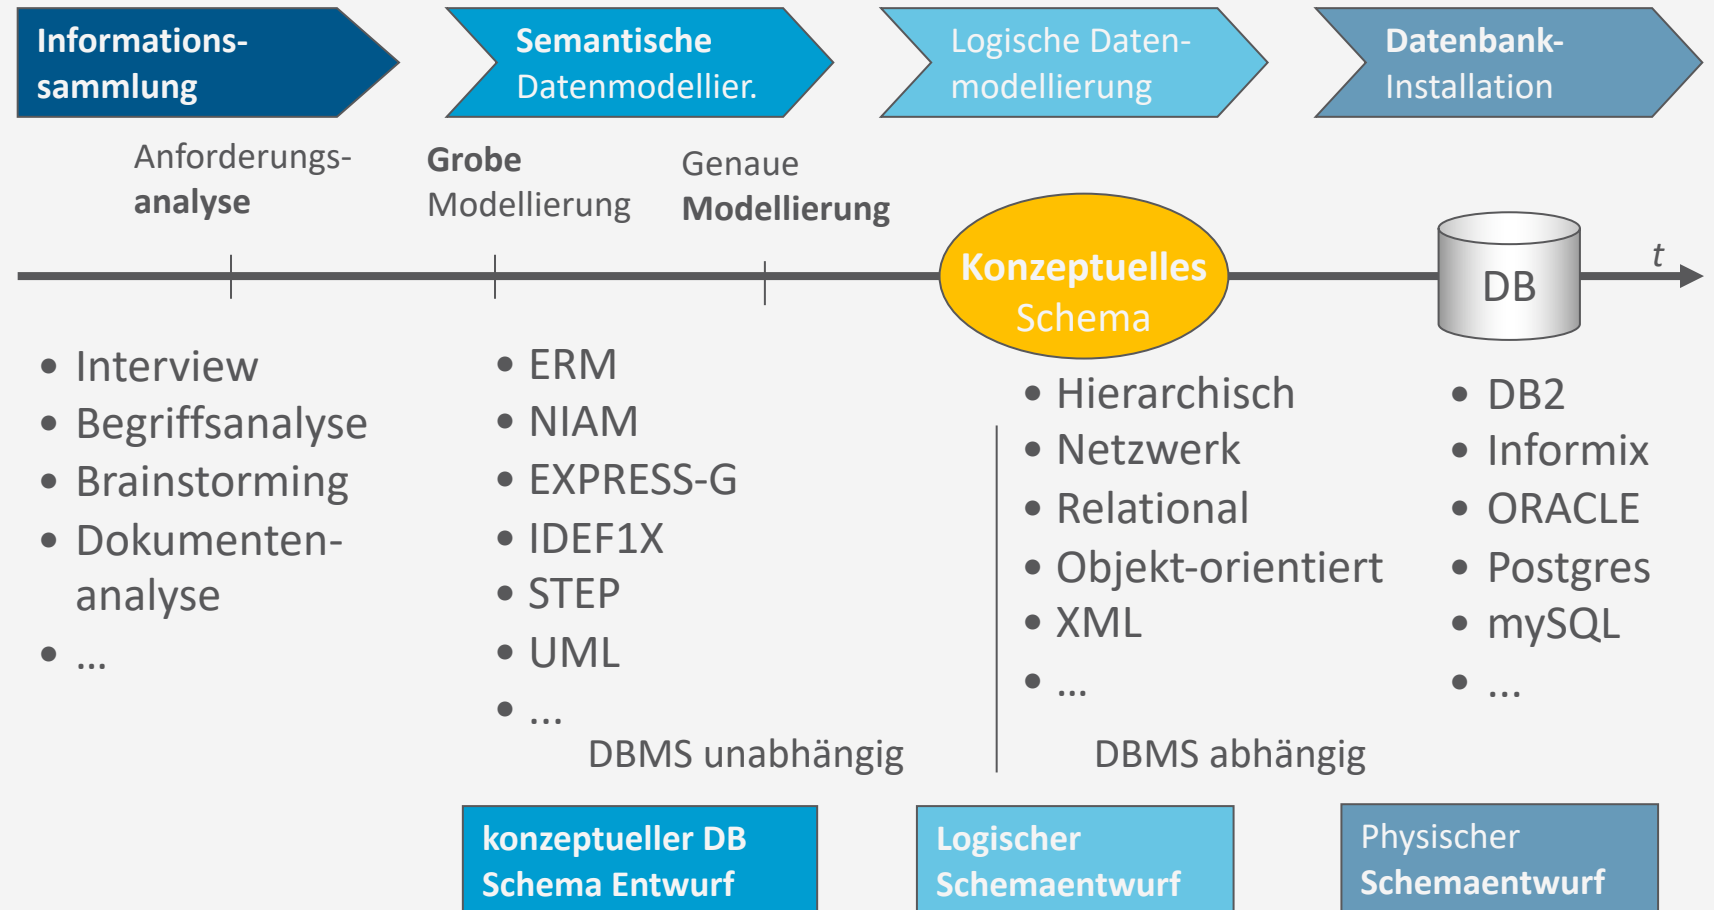 Informations-
sammlung
Semantische
Datenmodellier.
Logische Daten-
modellierung
Datenbank-
Installation
Anforderungs-
analyse
Grobe
Modellierung
Genaue
Modellierung
Konzeptuelles
Schema
DB
t
• Interview
• Begriffsanalyse
• Brainstorming
• Dokumenten-
analyse
• …
• ERM
• NIAM
• EXPRESS-G
• IDEF1X
• STEP
• UML
• ...
• Hierarchisch
• Netzwerk
• Relational
• Objekt-orientiert
• XML
• …
• DB2
• Informix
• ORACLE
• Postgres
• mySQL
• ...
DBMS unabhängig
DBMS abhängig
konzeptueller DB
Schema Entwurf
Logischer
Schemaentwurf
Physischer
Schemaentwurf